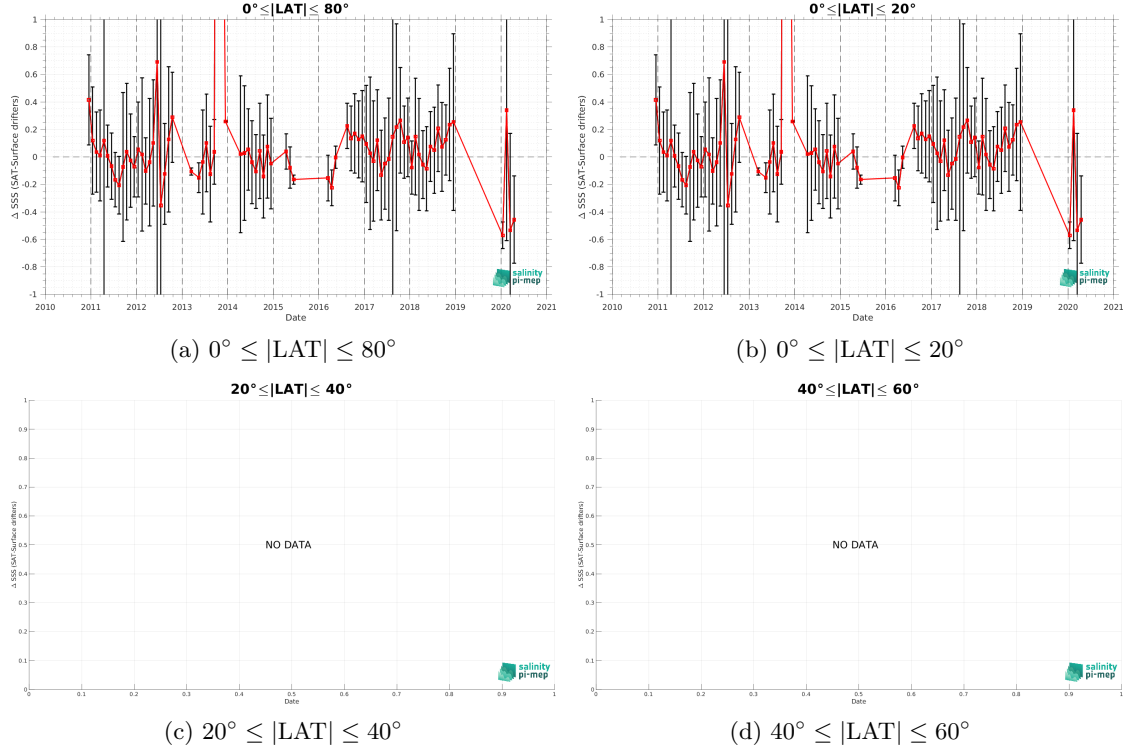 0°≤|LAT|≤ 80°
Δ SSS (SAT-Surface drifters)
1
0.8
0.6
0.4
0.2
0
-0.2
-0.4
-0.6
-0.8
-1
2010 2011 2012 2013 2014 2015 2016 2017 2018 2019 2020 2021
Date
salinity
pi-mep
(a) 0° ≤ |LAT| ≤ 80°
0°≤|LAT|≤ 20°
Δ SSS (SAT-Surface drifters)
1
0.8
0.6
0.4
0.2
0
-0.2
-0.4
-0.6
-0.8
-1
2010 2011 2012 2013 2014 2015 2016 2017 2018 2019 2020 2021
Date
salinity
pi-mep
(b) 0° ≤ |LAT| ≤ 20°
20°≤|LAT|≤ 40°
Δ SSS (SAT-Surface drifters)
1
0.9
0.8
0.7
0.6
0.5
0.4
0.3
0.2
0.1
0
NO DATA
0 0.1 0.2 0.3 0.4 0.5 0.6 0.7 0.8 0.9 1
Date
salinity
pi-mep
(c) 20° ≤ |LAT| ≤ 40°
40°≤|LAT|≤ 60°
Δ SSS (SAT-Surface drifters)
1
0.9
0.8
0.7
0.6
0.5
0.4
0.3
0.2
0.1
0
NO DATA
0 0.1 0.2 0.3 0.4 0.5 0.6 0.7 0.8 0.9 1
Date
salinity
pi-mep
(d) 40° ≤ |LAT| ≤ 60°